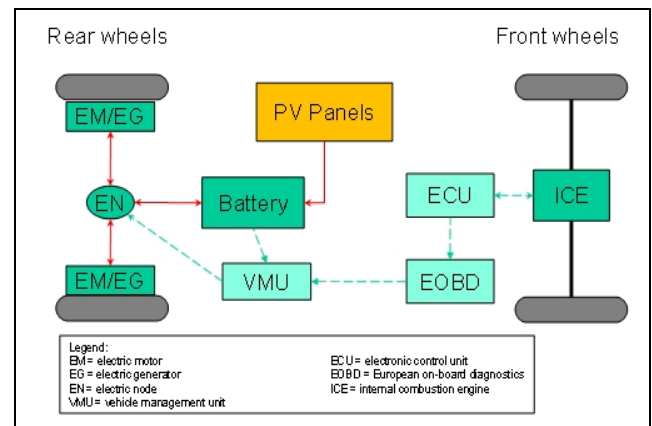 Rear wheels
Front wheels
EM/EG
PV Panels
EN
Battery
ECU
ICE
EM/EG
VMU
EOBD
Legend:
EM= electric motor
EG = electric generator
EN= electric node
VMU= vehicle management unit
ECU= electronic control unit
EOBD= European on-board diagnostics
ICE= internal combustion engine